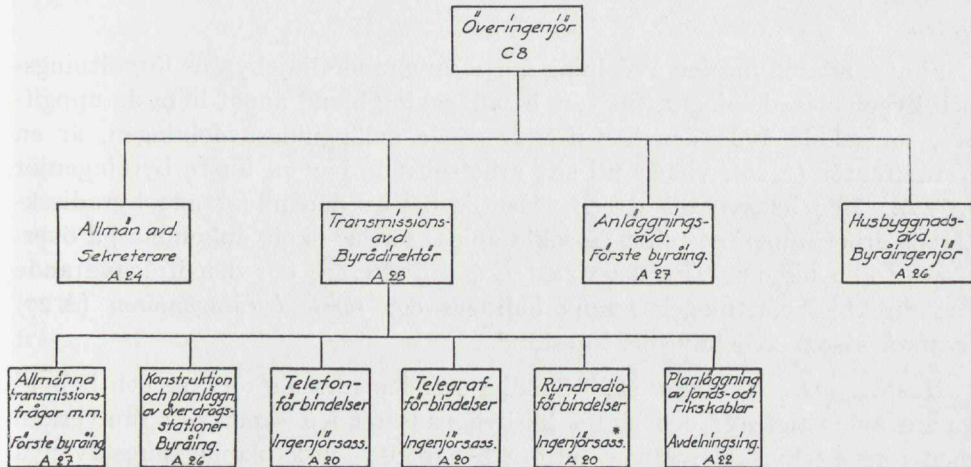 Överingenjör
C 8
Allmän avd.
Sekreterare
A 24
Transmissions-
avd.
Byrådirektör
A 28
Anläggnings
avd.
Förste byråing.
A 27
Husbyggnads-
avd.
Byråingenjör
A 26
Allmänna
transmissions-
frågor m.m.
Förste byråing
A 27
Konstruktion
och planläggn.
av överdrags-
stationer
Byråing.
A 26
Telefon-
förbindelser
Ingenjörsass.
A 20
Telegraf-
förbindelser
Ingenjörsass.
A 20
Rundradio
förbindelser
Ingenjörsass.*
A 20
Planläggning
av lands-och
rikskablar
Avdelningsing.
A 22